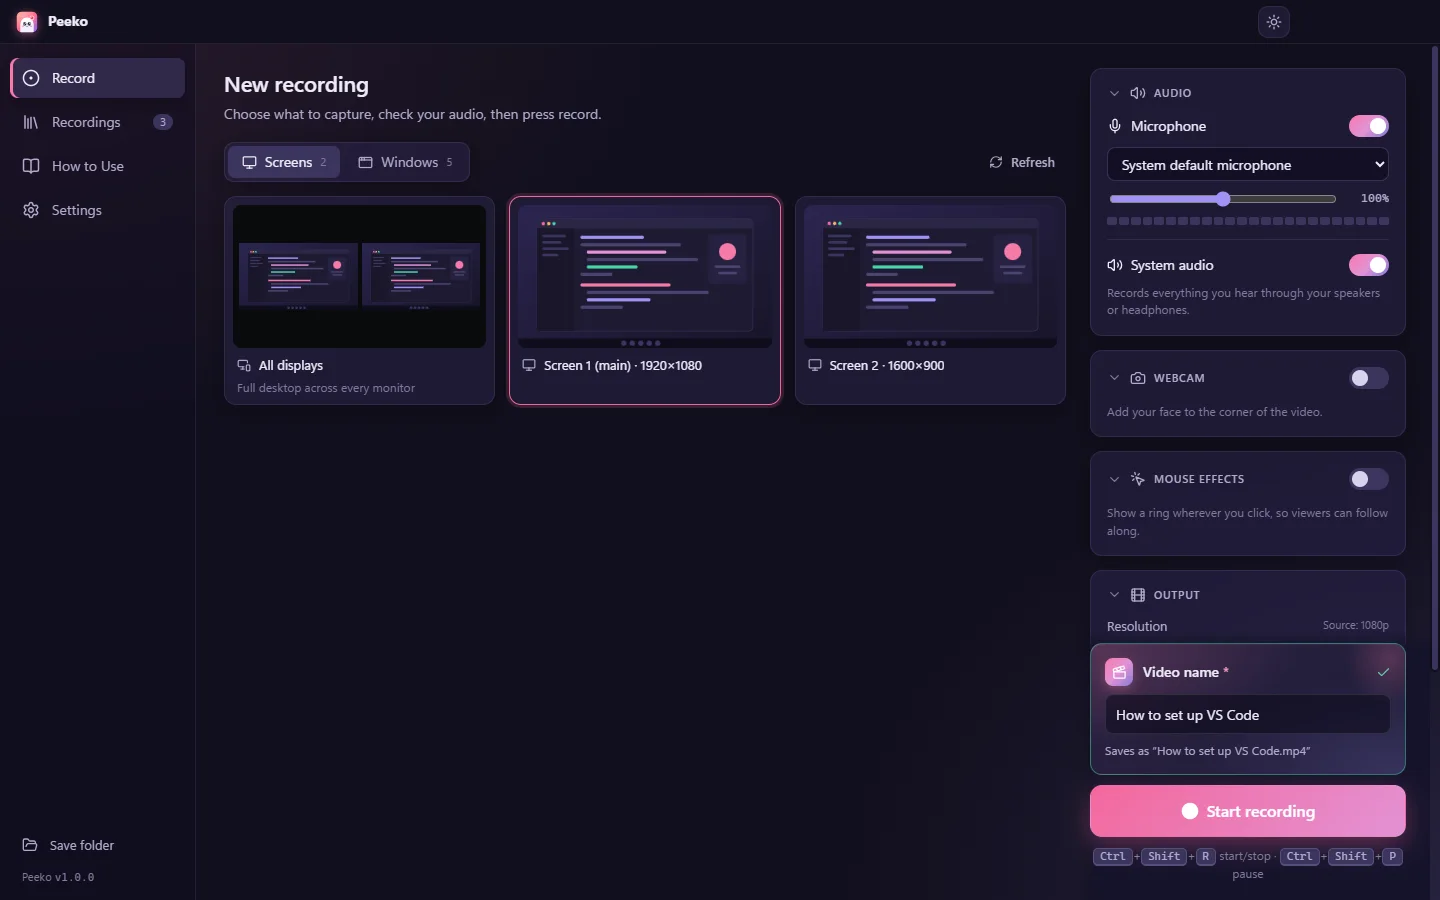 Peeko
Record
Recordings 3
How to Use
Settings
Save folder
Peeko v1.0.0
New recording
Choose what to capture, check your audio, then press record.
Screens 2
Windows 5
Refresh
All displays
Full desktop across every monitor
Screen 1 (main) · 1920×1080
Screen 2 · 1600×900
AUDIO
Microphone
System default microphone
100%
System audio
Records everything you hear through your speakers
or headphones.
WEBCAM
Add your face to the corner of the video.
MOUSE EFFECTS
Show a ring wherever you click, so viewers can follow
along.
OUTPUT
Resolution Source: 1080p
Video name *
How to set up VS Code
Saves as “How to set up VS Code.mp4”
Start recording
Ctrl + Shift + R start/stop · Ctrl + Shift + P
pause